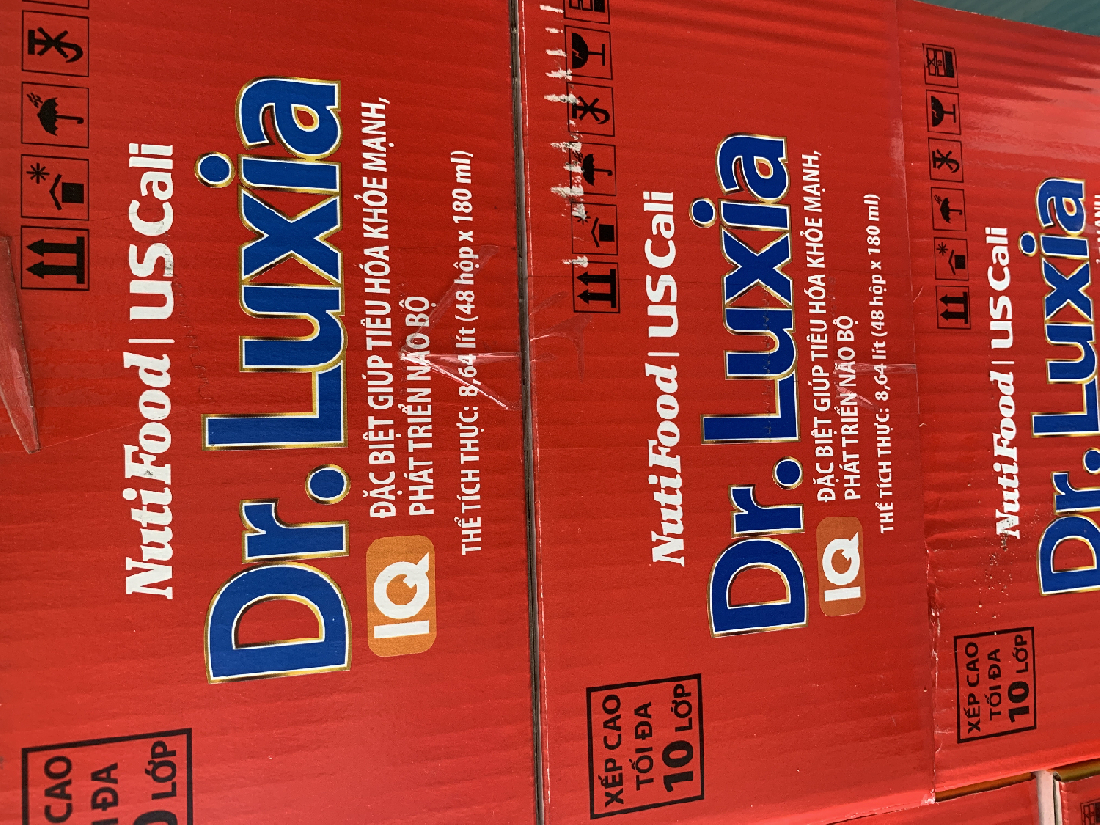 NutiFood | US Cali
Dr. Luxia
IQ
ĐẶC BIỆT GIÚP TIÊU HÓA KHỎE MẠNH,
PHÁT TRIỂN NÃO BỘ
THỂ TÍCH THỰC: 8,64 lít (48 hộp x 180 ml)
CAO
ĐA
LỚP
NutiFood | US Cali
Dr. Luxia
IQ
ĐẶC BIỆT GIÚP TIÊU HÓA KHỎE MẠNH,
PHÁT TRIỂN NÃO BỘ
THỂ TÍCH THỰC: 8,64 lít (48 hộp x 180 ml)
XẾP CAO
TỐI ĐA
10 LỚP
NutiFood | US Cali
Dr. Luxia
XẾP CAO
TỐI ĐA
10 LỚP